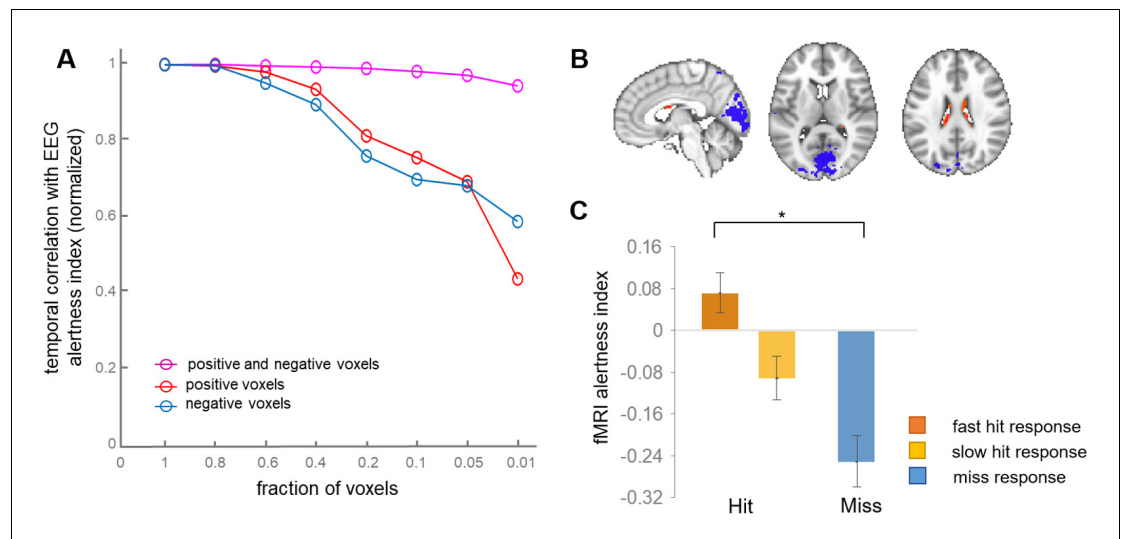 A
temporal correlation with EEG
alertness index (normalized)
1
0.8
0.6
0.4
0.2
0
positive and negative voxels
positive voxels
negative voxels
0 1 0.8 0.6 0.4 0.2 0.1 0.05 0.01
fraction of voxels
B
C
*
fMRI alertness index
0.16
0.08
0
-0.08
-0.16
-0.24
-0.32
Hit Miss
fast hit response
slow hit response
miss response